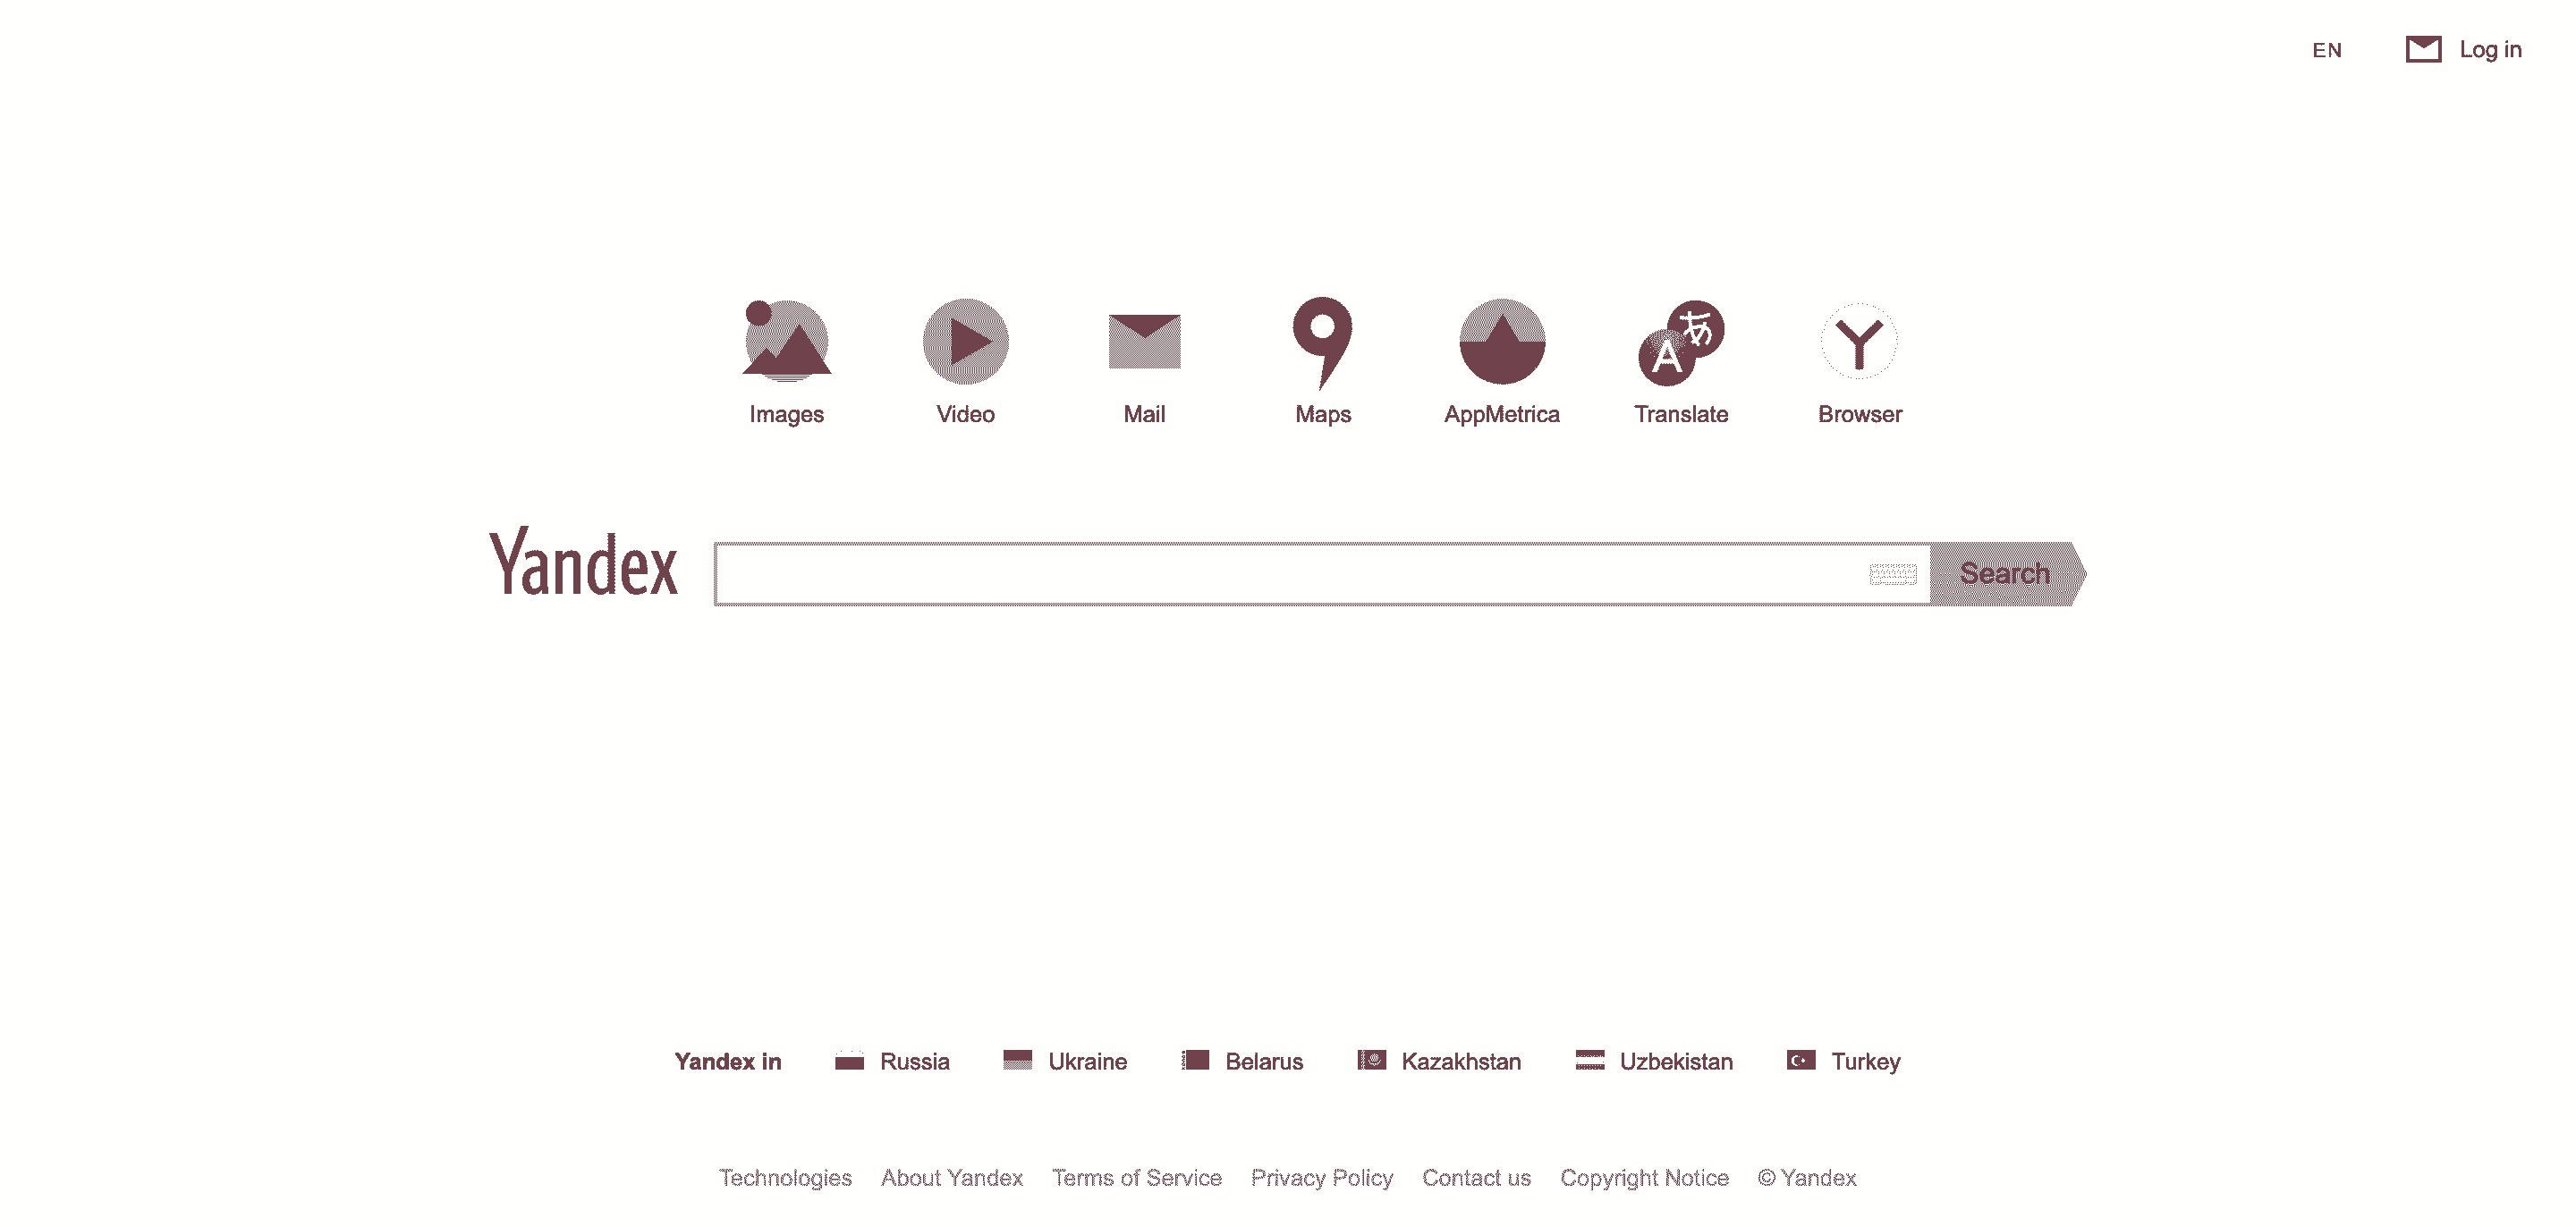 EN Log in
Images Video Mail Maps AppMetrica Translate Browser
Yandex Search
Yandex in Russia Ukraine Belarus Kazakhstan Uzbekistan Turkey
Technologies About Yandex Terms of Service Privacy Policy Contact us Copyright Notice © Yandex